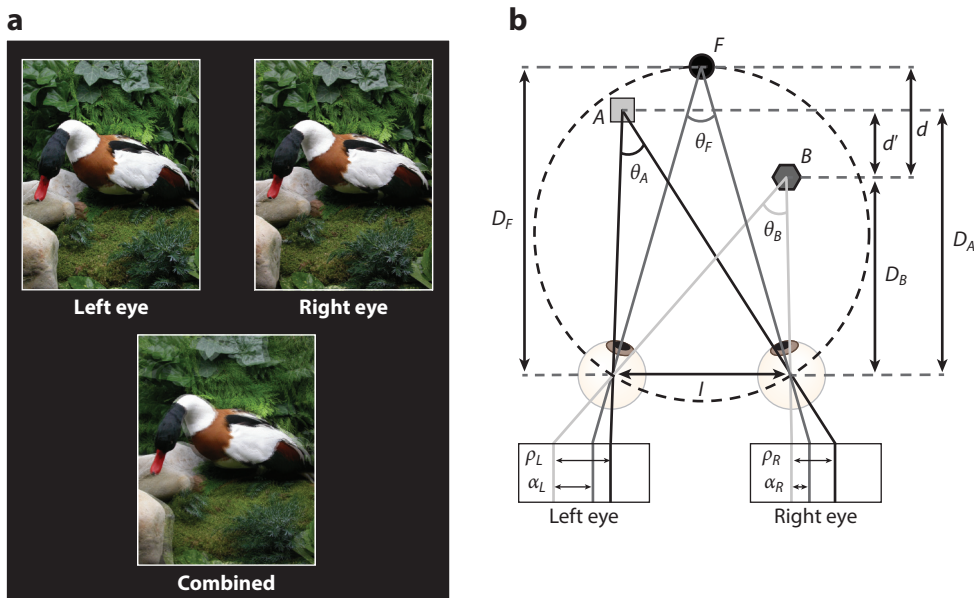 a
Left eye
Right eye
Combined
b
F
A
θF
d'
d
θA
B
DF
θB
DA
DB
I
ρL
αL
ρR
αR
Left eye
Right eye